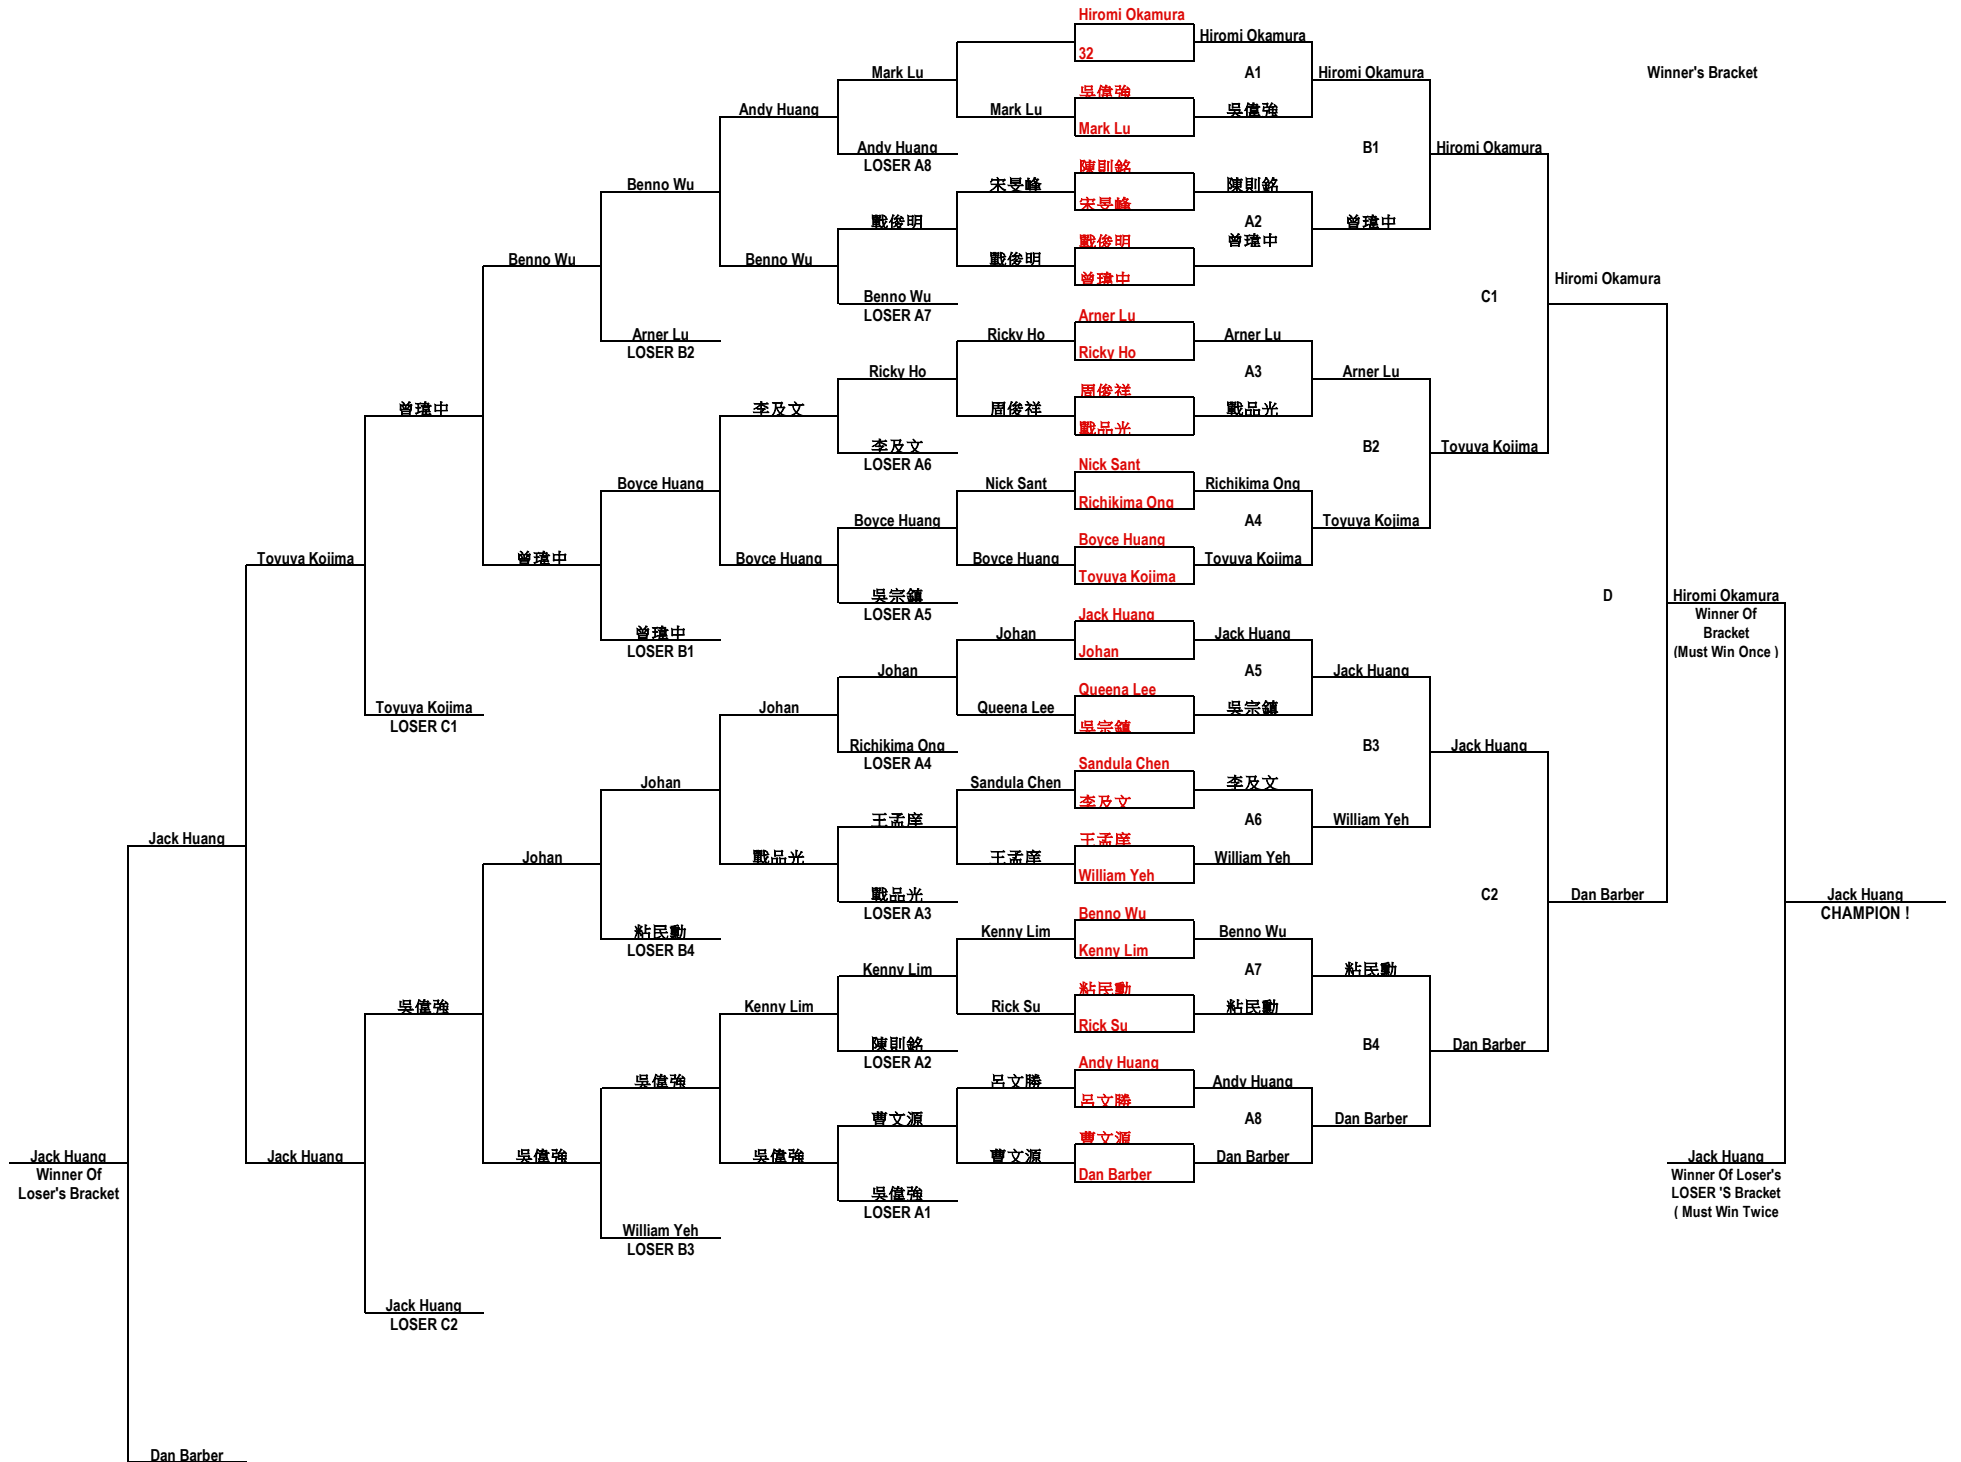 Hiromi Okamura
Hiromi Okamura
32
Mark Lu
A1
Hiromi Okamura
Winner's Bracket
吳偉強
Andy Huang
Mark Lu
吳偉強
Mark Lu
Andy Huang
B1
Hiromi Okamura
LOSER A8
陳則銘
Benno Wu
宋旻峰
陳則銘
宋旻峰
戰俊明
A2
曾瑋中
戰俊明
曾瑋中
Benno Wu
Benno Wu
戰俊明
曾瑋中
Hiromi Okamura
Benno Wu
C1
LOSER A7
Arner Lu
Arner Lu
Ricky Ho
Arner Lu
LOSER B2
Ricky Ho
Ricky Ho
A3
Arner Lu
周俊祥
曾瑋中
李及文
周俊祥
戰品光
戰品光
李及文
B2
Toyuya Kojima
LOSER A6
Nick Sant
Boyce Huang
Nick Sant
Richikima Ong
Richikima Ong
Boyce Huang
A4
Toyuya Kojima
Boyce Huang
Toyuya Kojima
曾瑋中
Boyce Huang
Boyce Huang
Toyuya Kojima
Toyuya Kojima
吳宗鎮
D
Hiromi Okamura
LOSER A5
Jack Huang
Winner Of
曾瑋中
Johan
Jack Huang
Bracket
LOSER B1
Johan
(Must Win Once )
Johan
A5
Jack Huang
Queena Lee
Toyuya Kojima
Johan
Queena Lee
吳宗鎮
LOSER C1
吳宗鎮
Richikima Ong
B3
Jack Huang
LOSER A4
Sandula Chen
Johan
Sandula Chen
李及文
李及文
王孟庠
A6
William Yeh
Jack Huang
王孟庠
Johan
戰品光
王孟庠
William Yeh
William Yeh
戰品光
C2
Dan Barber
Jack Huang
LOSER A3
Benno Wu
CHAMPION !
粘民勳
Kenny Lim
Benno Wu
LOSER B4
Kenny Lim
Kenny Lim
A7
粘民勳
粘民勳
吳偉強
Kenny Lim
Rick Su
粘民勳
Rick Su
陳則銘
B4
Dan Barber
LOSER A2
Andy Huang
吳偉強
呂文勝
Andy Huang
呂文勝
曹文源
A8
Dan Barber
曹文源
Jack Huang
Jack Huang
吳偉強
吳偉強
曹文源
Dan Barber
Jack Huang
Winner Of
Dan Barber
Winner Of Loser's
Loser's Bracket
吳偉強
LOSER 'S Bracket
LOSER A1
( Must Win Twice
William Yeh
LOSER B3
Jack Huang
LOSER C2
Dan Barber